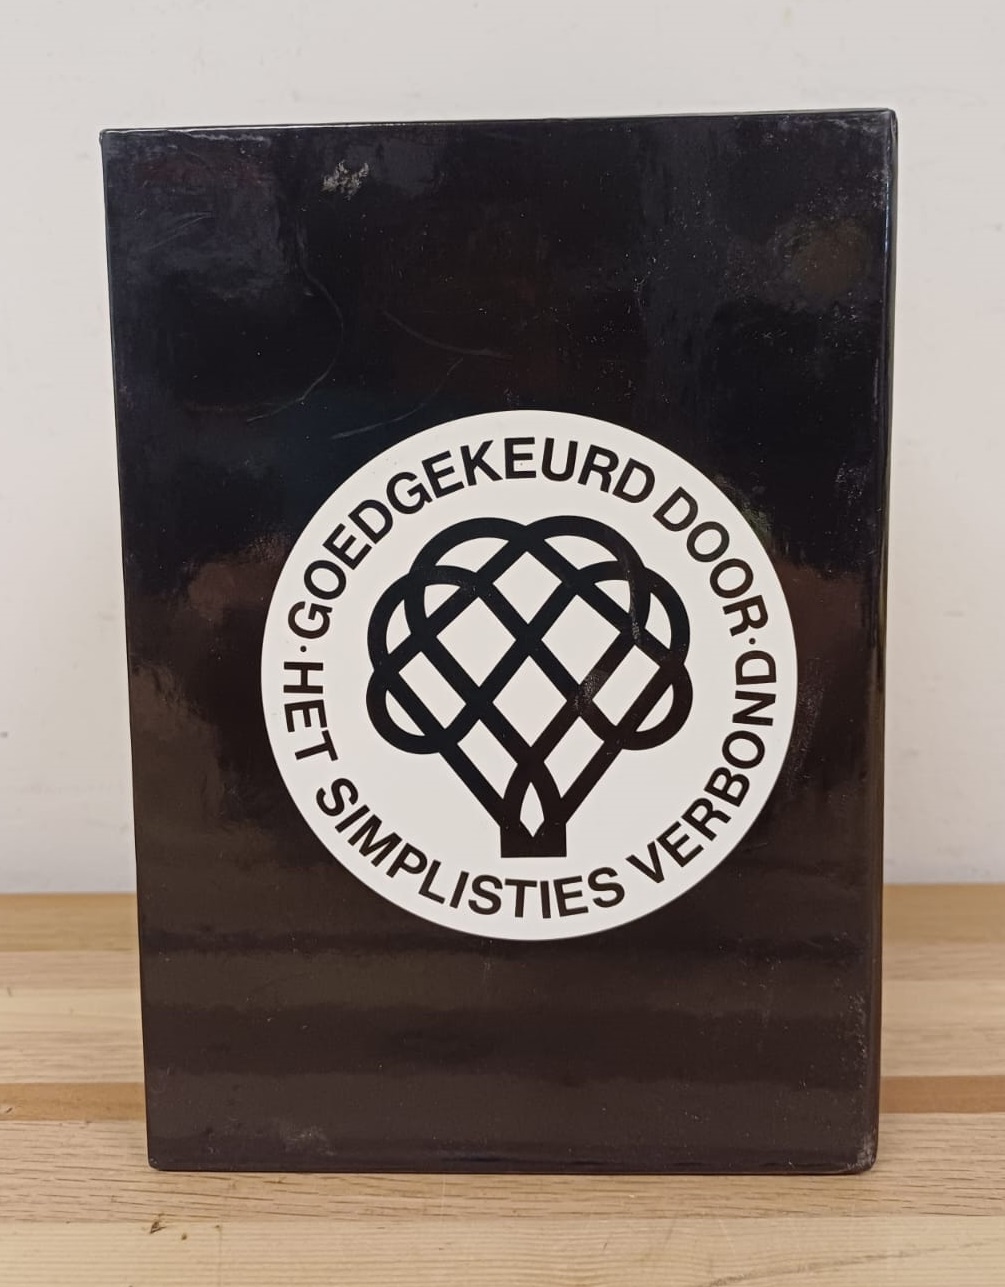 GOEDGEKEURD DOOR
· HET SIMPLISTIES VERBOND ·